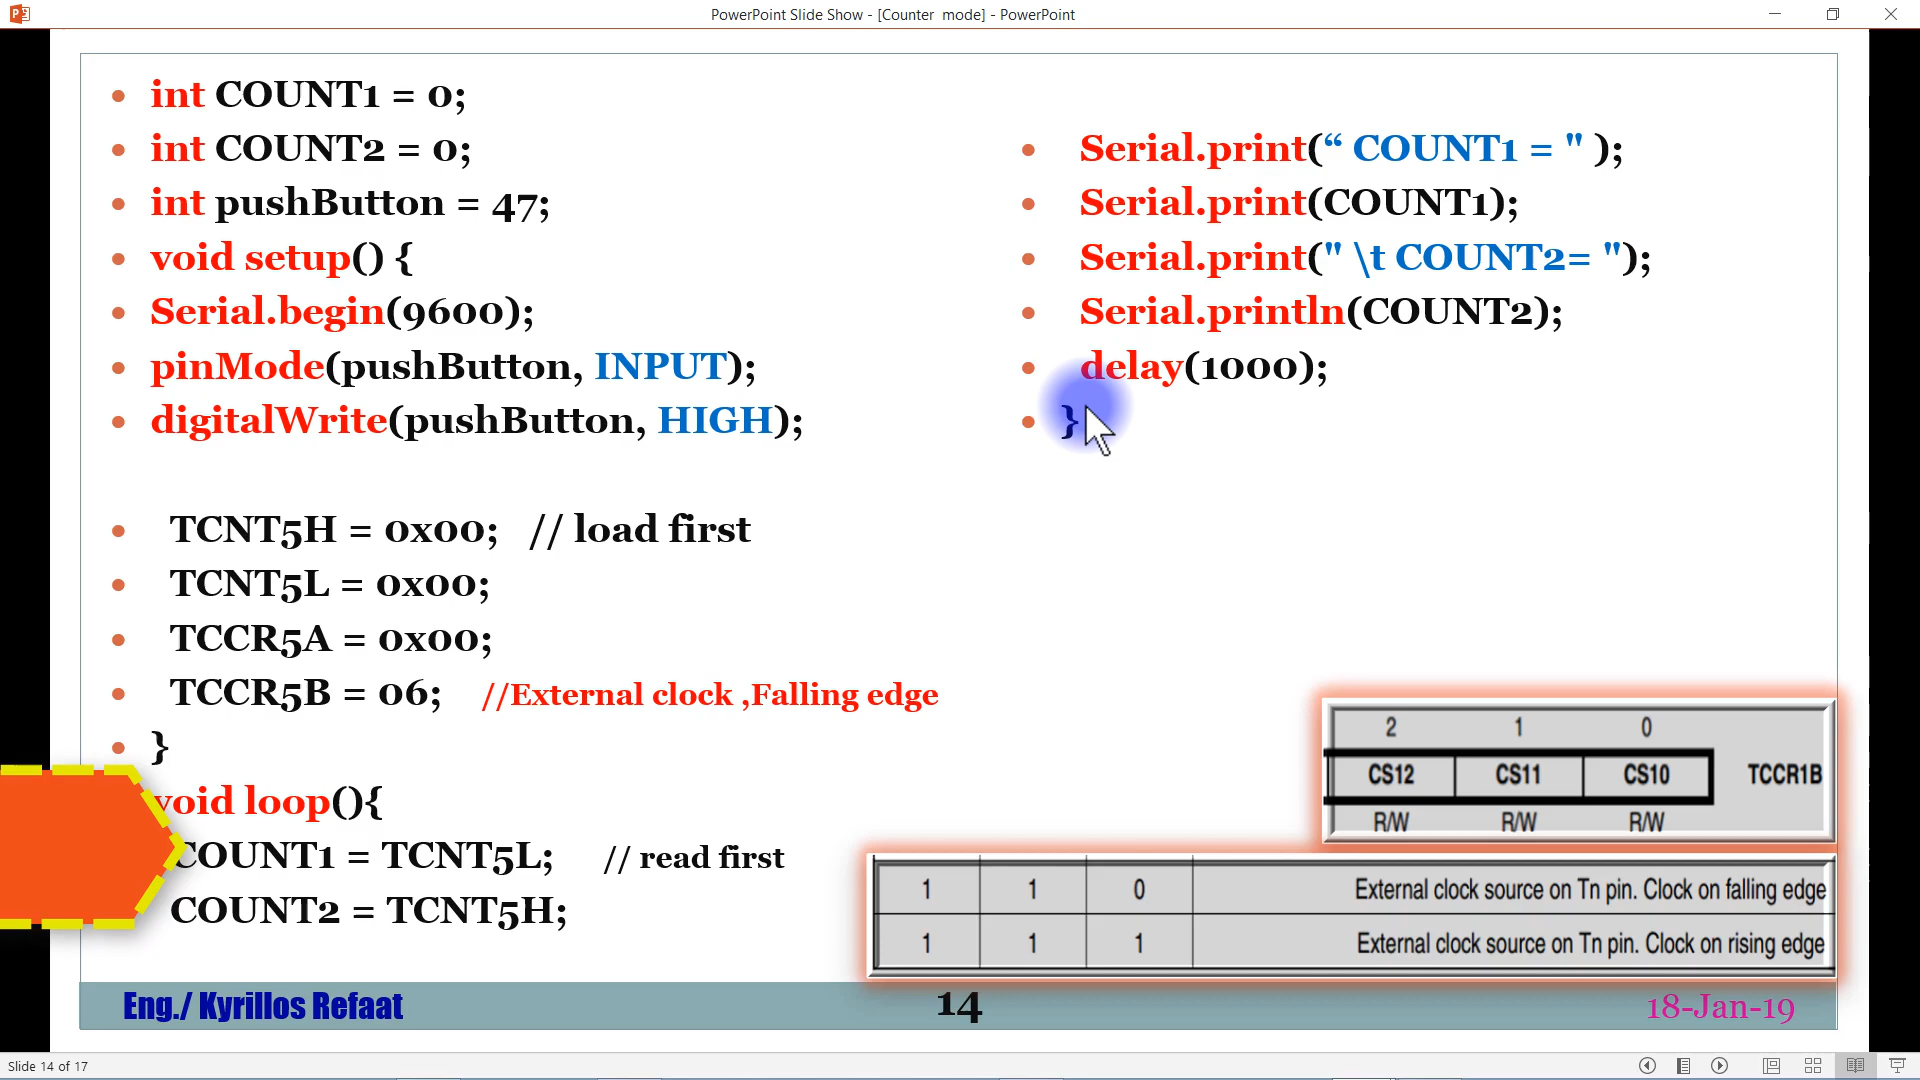 PowerPoint Slide Show - [Counter mode] - PowerPoint
int COUNT1 = 0;
int COUNT2 = 0;
int pushButton = 47;
void setup() {
Serial.begin(9600);
pinMode(pushButton, INPUT);
digitalWrite(pushButton, HIGH);
TCNT5H = 0x00; // load first
TCNT5L = 0x00;
TCCR5A = 0x00;
TCCR5B = 06; //External clock ,Falling edge
}
void loop(){
COUNT1 = TCNT5L; // read first
COUNT2 = TCNT5H;
Serial.print(“ COUNT1 = " );
Serial.print(COUNT1);
Serial.print(" \t COUNT2= ");
Serial.println(COUNT2);
delay(1000);
}
2 1 0
CS12 CS11 CS10 TCCR1B
R/W R/W R/W
1 1 0 External clock source on Tn pin. Clock on falling edge
1 1 1 External clock source on Tn pin. Clock on rising edge
Eng./ Kyrillos Refaat 14 18-Jan-19
Slide 14 of 17